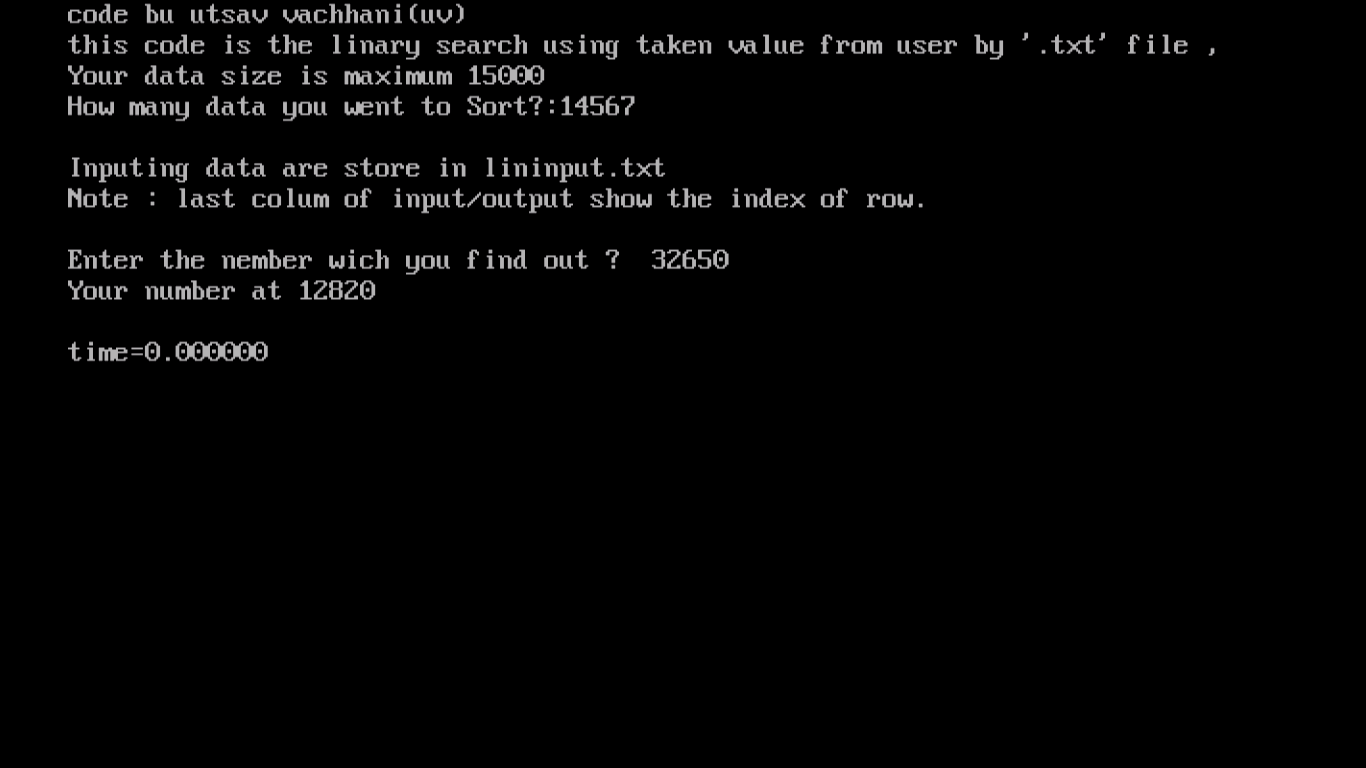 code bu utsav vachhani(uv)
this code is the linary search using taken value from user by '.txt' file ,
Your data size is maximum 15000
How many data you went to Sort?:14567
Inputing data are store in lininput.txt
Note : last colum of input/output show the index of row.
Enter the nember wich you find out ?  32650
Your number at 12820
time=0.000000